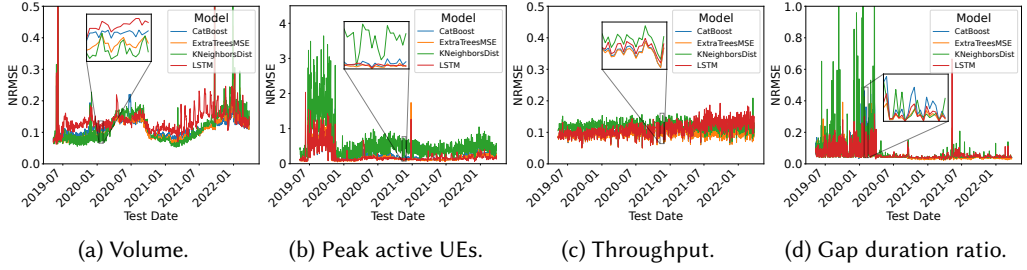 NRMSE
0.5
0.4
0.3
0.2
0.1
0.0
Model
CatBoost
ExtraTreesMSE
KNeighborsDist
LSTM
2019-07
2020-01
2020-07
2021-01
2021-07
2022-01
Test Date
(a) Volume.
NRMSE
4
3
2
1
0
Model
CatBoost
ExtraTreesMSE
KNeighborsDist
LSTM
2019-07
2020-01
2020-07
2021-01
2021-07
2022-01
Test Date
(b) Peak active UEs.
NRMSE
0.5
0.4
0.3
0.2
0.1
0.0
Model
CatBoost
ExtraTreesMSE
KNeighborsDist
LSTM
2019-07
2020-01
2020-07
2021-01
2021-07
2022-01
Test Date
(c) Throughput.
NRMSE
1.0
0.8
0.6
0.4
0.2
0.0
Model
CatBoost
ExtraTreesMSE
KNeighborsDist
LSTM
2019-07
2020-01
2020-07
2021-01
2021-07
2022-01
Test Date
(d) Gap duration ratio.